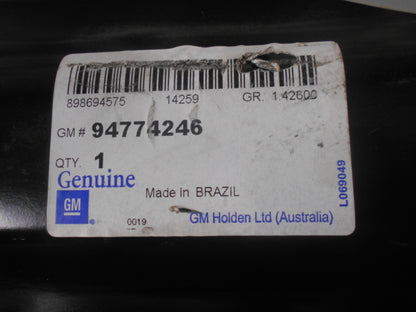 898694575 14259 GR. 1.42600
GM # 94774246
QTY. 1
Genuine
GM
Made In BRAZIL
0019
GM Holden Ltd (Australia)
L069049